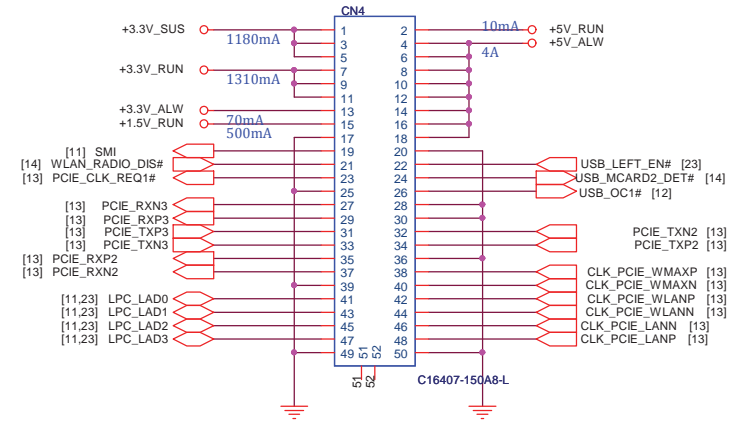 CN4
+3.3V_SUS 1 2 10mA +5V_RUN
1180mA 3 4 +5V_ALW
5 6 4A
+3.3V_RUN 7 8
1310mA 9 10
11 12
+3.3V_ALW 13 14
70mA
+1.5V_RUN 15 16
500mA 17 18
[11] SMI 19 20
[14] WLAN_RADIO_DIS# 21 22 USB_LEFT_EN# [23]
[13] PCIE_CLK_REQ1# 23 24 USB_MCARD2_DET# [14]
25 26 USB_OC1# [12]
[13] PCIE_RXN3 27 28
[13] PCIE_RXP3 29 30
[13] PCIE_TXP3 31 32 PCIE_TXN2 [13]
[13] PCIE_TXN3 33 34 PCIE_TXP2 [13]
[13] PCIE_RXP2 35 36
[13] PCIE_RXN2 37 38 CLK_PCIE_WMAXP [13]
39 40 CLK_PCIE_WMAXN [13]
[11,23] LPC_LAD0 41 42 CLK_PCIE_WLANP [13]
[11,23] LPC_LAD1 43 44 CLK_PCIE_WLANN [13]
[11,23] LPC_LAD2 45 46 CLK_PCIE_LANN [13]
[11,23] LPC_LAD3 47 48 CLK_PCIE_LANP [13]
49 51 52 50
51 52 C16407-150A8-L